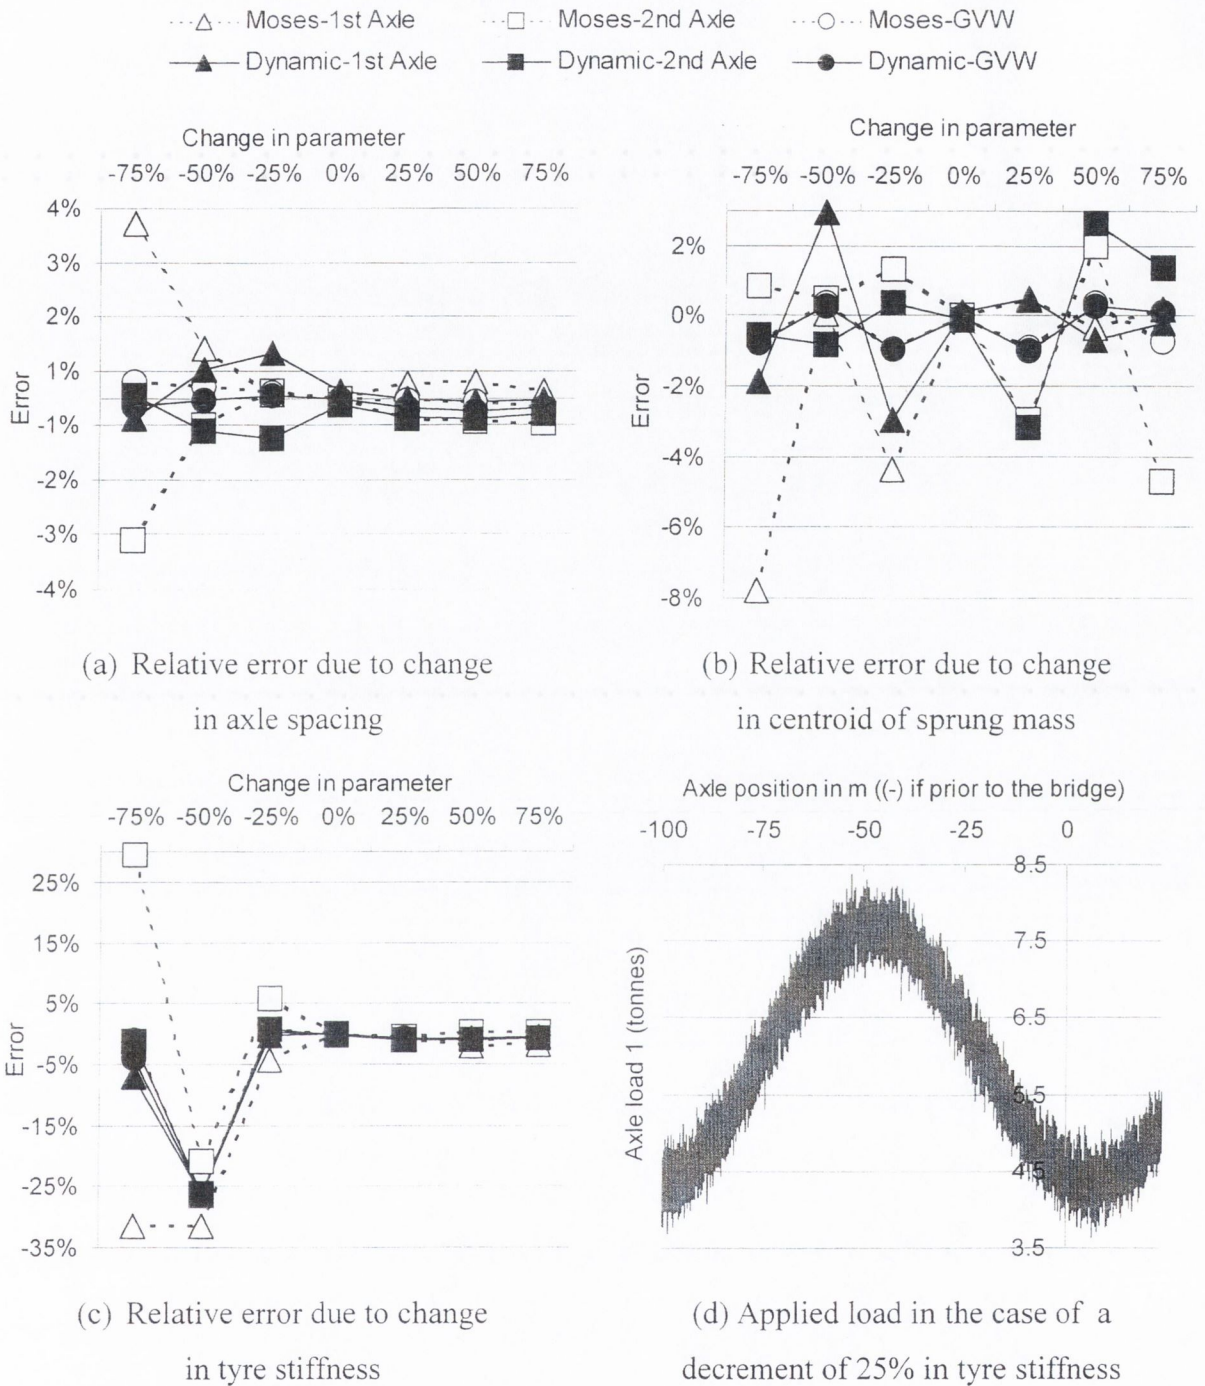 Moses-1st Axle Moses-2nd Axle Moses-GVW
Dynamic-1st Axle Dynamic-2nd Axle Dynamic-GVW
Change in parameter
-75% -50% -25% 0% 25% 50% 75%
4%
3%
2%
1%
-1%
-2%
-3%
-4%
Error
(a) Relative error due to change
in axle spacing
Change in parameter
-75% -50% -25% 0% 25% 50% 75%
2%
0%
-2%
-4%
-6%
-8%
Error
(b) Relative error due to change
in centroid of sprung mass
Change in parameter
-75% -50% -25% 0% 25% 50% 75%
25%
15%
5%
-5%
-15%
-25%
-35%
Error
(c) Relative error due to change
in tyre stiffness
Axle position in m ((-) if prior to the bridge)
-100 -75 -50 -25 0
8.5
7.5
6.5
5.5
4.5
3.5
Axle load 1 (tonnes)
(d) Applied load in the case of a
decrement of 25% in tyre stiffness